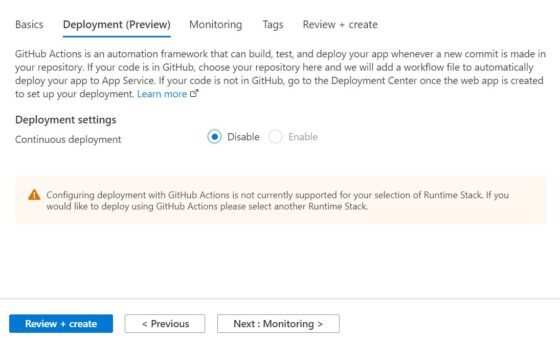 Basics Deployment (Preview) Monitoring Tags Review + create
GitHub Actions is an automation framework that can build, test, and deploy your app whenever a new commit is made in
your repository. If your code is in GitHub, choose your repository here and we will add a workflow file to automatically
deploy your app to App Service. If your code is not in GitHub, go to the Deployment Center once the web app is created
to set up your deployment. Learn more
Deployment settings
Continuous deployment Disable Enable
Configuring deployment with GitHub Actions is not currently supported for your selection of Runtime Stack. If you
would like to deploy using GitHub Actions please select another Runtime Stack.
Review + create < Previous Next : Monitoring >